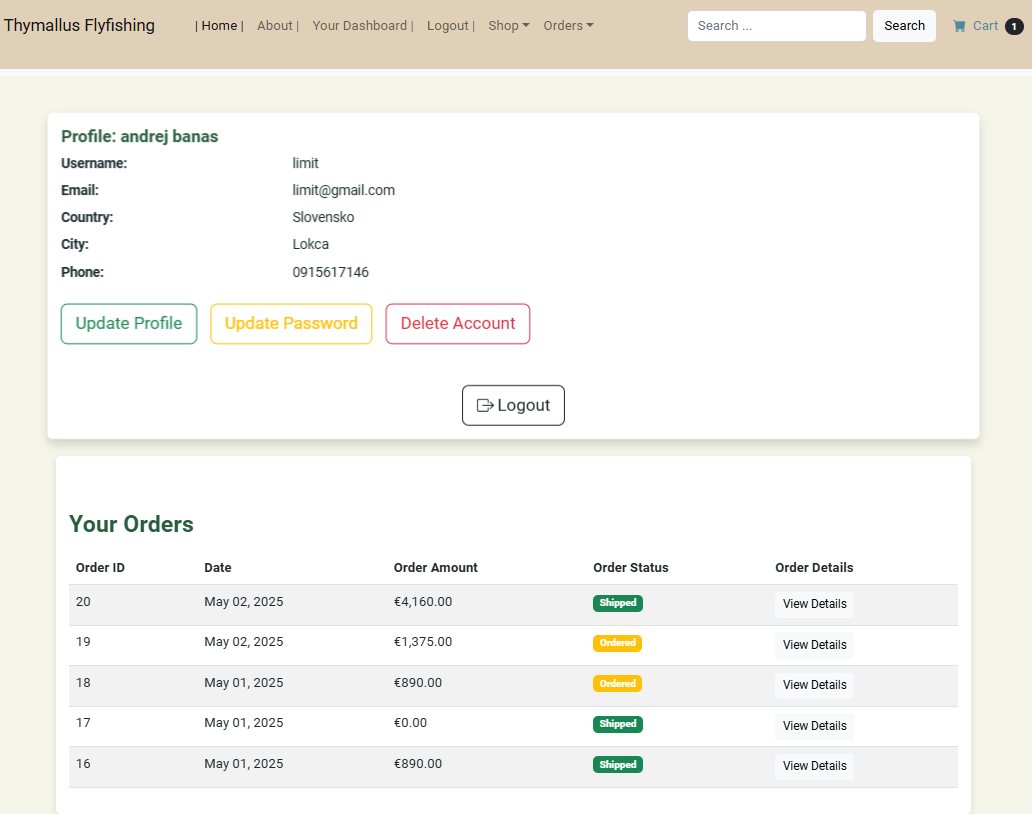 Thymallus Flyfishing | Home | About | Your Dashboard | Logout | Shop Orders Search ... Search Cart 1
Profile: andrej banas
Username: limit
Email: limit@gmail.com
Country: Slovensko
City: Lokca
Phone: 0915617146
Update Profile Update Password Delete Account
Logout
Your Orders
Order ID Date Order Amount Order Status Order Details
20 May 02, 2025 €4,160.00 Shipped View Details
19 May 02, 2025 €1,375.00 Ordered View Details
18 May 01, 2025 €890.00 Ordered View Details
17 May 01, 2025 €0.00 Shipped View Details
16 May 01, 2025 €890.00 Shipped View Details